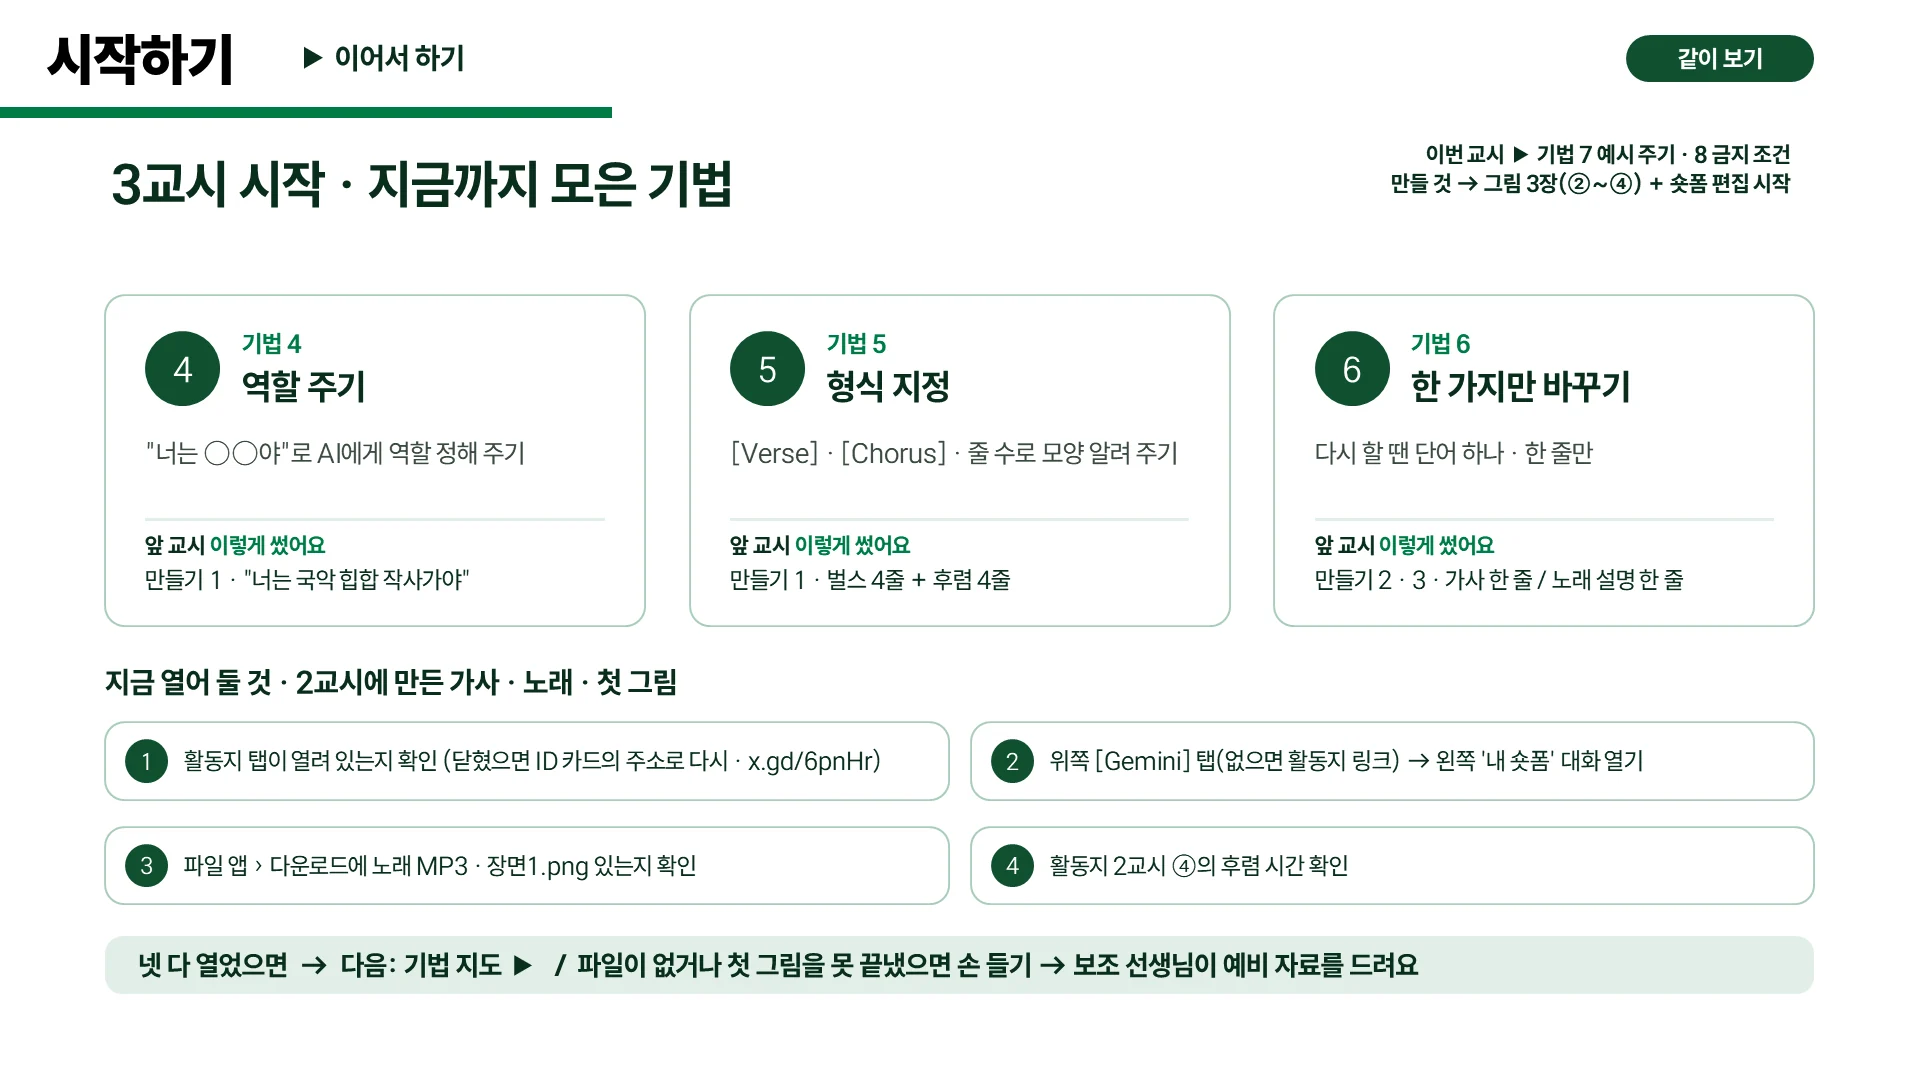 시작하기
▶ 이어서 하기
같이 보기
3교시 시작 · 지금까지 모은 기법
이번 교시 ▶ 기법 7 예시 주기 · 8 금지 조건
만들 것 → 그림 3장(②~④) + 숏폼 편집 시작
4
기법 4
역할 주기
"너는 ◯◯야"로 AI에게 역할 정해 주기
앞 교시 이렇게 썼어요
만들기 1 · "너는 국악 힙합 작사가야"
5
기법 5
형식 지정
[Verse] · [Chorus] · 줄 수로 모양 알려 주기
앞 교시 이렇게 썼어요
만들기 1 · 벌스 4줄 + 후렴 4줄
6
기법 6
한 가지만 바꾸기
다시 할 땐 단어 하나 · 한 줄만
앞 교시 이렇게 썼어요
만들기 2 · 3 · 가사 한 줄 / 노래 설명 한 줄
지금 열어 둘 것 · 2교시에 만든 가사 · 노래 · 첫 그림
1 활동지 탭이 열려 있는지 확인 (닫혔으면 ID 카드의 주소로 다시 · x.gd/6pnHr)
2 위쪽 [Gemini] 탭(없으면 활동지 링크) → 왼쪽 '내 숏폼' 대화 열기
3 파일 앱 › 다운로드에 노래 MP3 · 장면1.png 있는지 확인
4 활동지 2교시 ④의 후렴 시간 확인
넷 다 열었으면 → 다음: 기법 지도 ▶ / 파일이 없거나 첫 그림을 못 끝냈으면 손 들기 → 보조 선생님이 예비 자료를 드려요